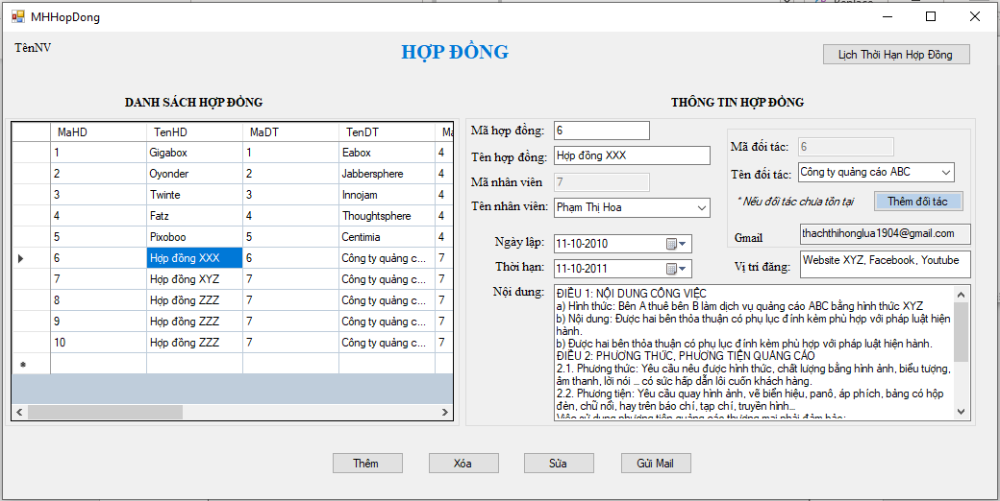 MHHopDong
TênNV
HỢP ĐỒNG
Lịch Thời Hạn Hợp Đồng
DANH SÁCH HỢP ĐỒNG
MaHD TenHD MaDT TenDT Ma
1 Gigabox 1 Eabox 4
2 Oyonder 2 Jabbersphere 4
3 Twinte 3 Innojam 4
4 Fatz 4 Thoughtsphere 4
5 Pixoboo 5 Centimia 4
6 Hợp đồng XXX 6 Công ty quảng c... 7
7 Hợp đồng XYZ 7 Công ty quảng c... 7
8 Hợp đồng ZZZ 7 Công ty quảng c... 7
9 Hợp đồng ZZZ 7 Công ty quảng c... 7
10 Hợp đồng ZZZ 7 Công ty quảng c... 7
THÔNG TIN HỢP ĐỒNG
Mã hợp đồng: 6
Tên hợp đồng: Hợp đồng XXX
Mã nhân viên 7
Tên nhân viên: Phạm Thị Hoa
Mã đối tác: 6
Tên đối tác: Công ty quảng cáo ABC
* Nếu đối tác chưa tồn tại Thêm đối tác
Gmail thachthihonglua1904@gmail.com
Ngày lập: 11-10-2010
Thời hạn: 11-10-2011
Vị trí đăng: Website XYZ, Facebook, Youtube
Nội dung:
ĐIỀU 1: NỘI DUNG CÔNG VIỆC
a) Hình thức: Bên A thuê bên B làm dịch vụ quảng cáo ABC bằng hình thức XYZ
b) Nội dung: Được hai bên thỏa thuận có phụ lục đính kèm phù hợp với pháp luật hiện
hành.
b) Được hai bên thỏa thuận có phụ lục đính kèm phù hợp với pháp luật hiện hành.
ĐIỀU 2: PHƯƠNG THỨC, PHƯƠNG TIỆN QUẢNG CÁO
2.1. Phương thức: Yêu cầu nêu được hình thức, chất lượng bằng hình ảnh, biểu tượng,
âm thanh, lời nói ... có sức hấp dẫn lôi cuốn khách hàng.
2.2. Phương tiện: Yêu cầu quay hình ảnh, vẽ biển hiệu, panô, áp phích, bảng có hộp
đèn, chữ nổi, hay trên báo chí, tạp chí, truyền hình...
Việc sử dụng phương tiện quảng cáo thương mại phải đảm bảo:
Thêm
Xóa
Sửa
Gửi Mail